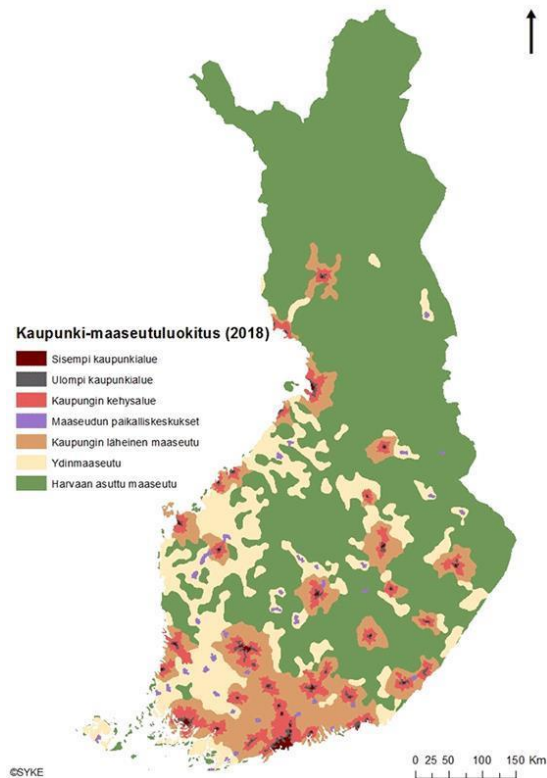 Kaupunki-maaseutuluokitus (2018)
Sisempi kaupunkialue
Ulompi kaupunkialue
Kaupungin kehysalue
Maaseudun paikalliskeskukset
Kaupungin läheinen maaseutu
Ydinmaaseutu
Harvaan asuttu maaseutu
©SYKE
0 25 50 100 150 Km